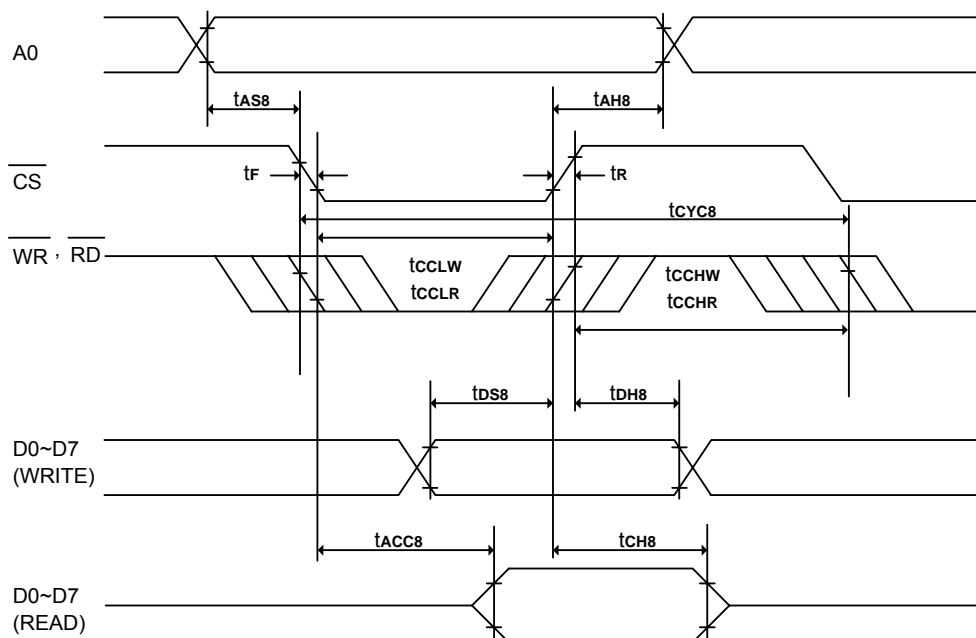 A0
tAS8
tAH8
CS
tF
tR
tCYC8
WR , RD
tCCLW
tCCLR
tCCHW
tCCHR
tDS8
tDH8
D0~D7
(WRITE)
tACC8
tCH8
D0~D7
(READ)